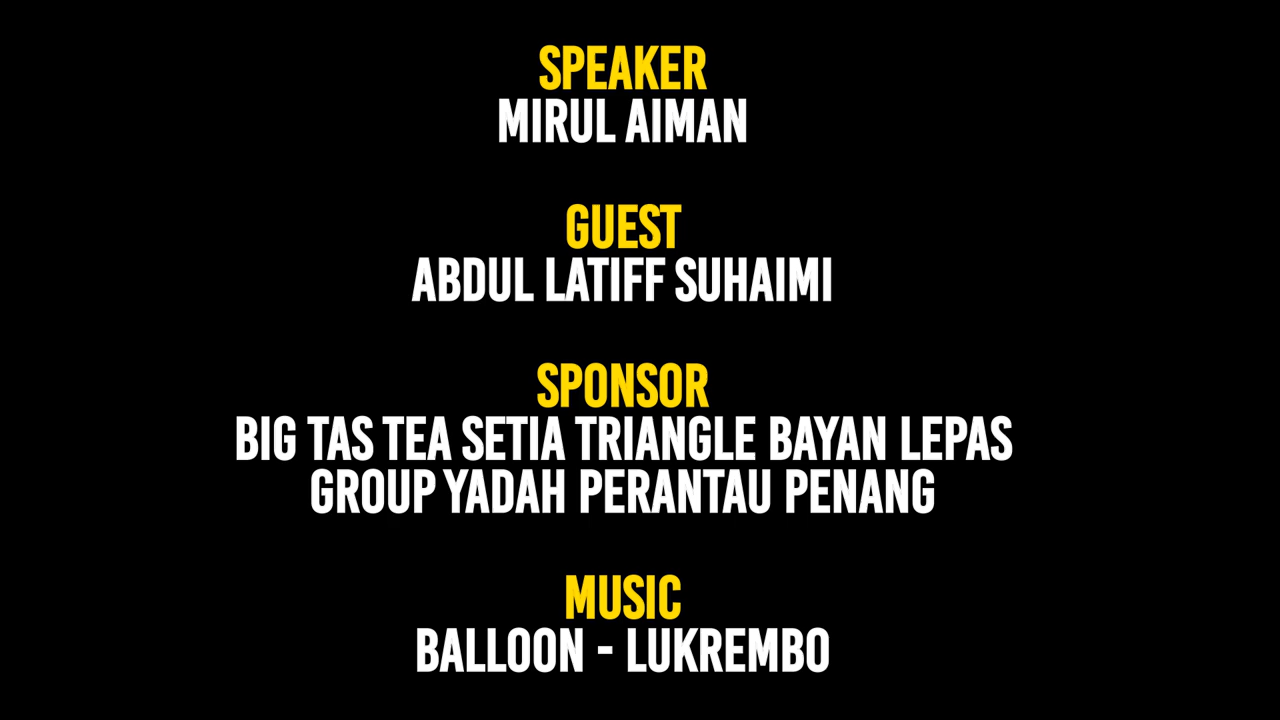 SPEAKER
MIRUL AIMAN
GUEST
ABDUL LATIFF SUHAIMI
SPONSOR
BIG TAS TEA SETIA TRIANGLE BAYAN LEPAS
GROUP YADAH PERANTAU PENANG
MUSIC
BALLOON - LUKREMBO